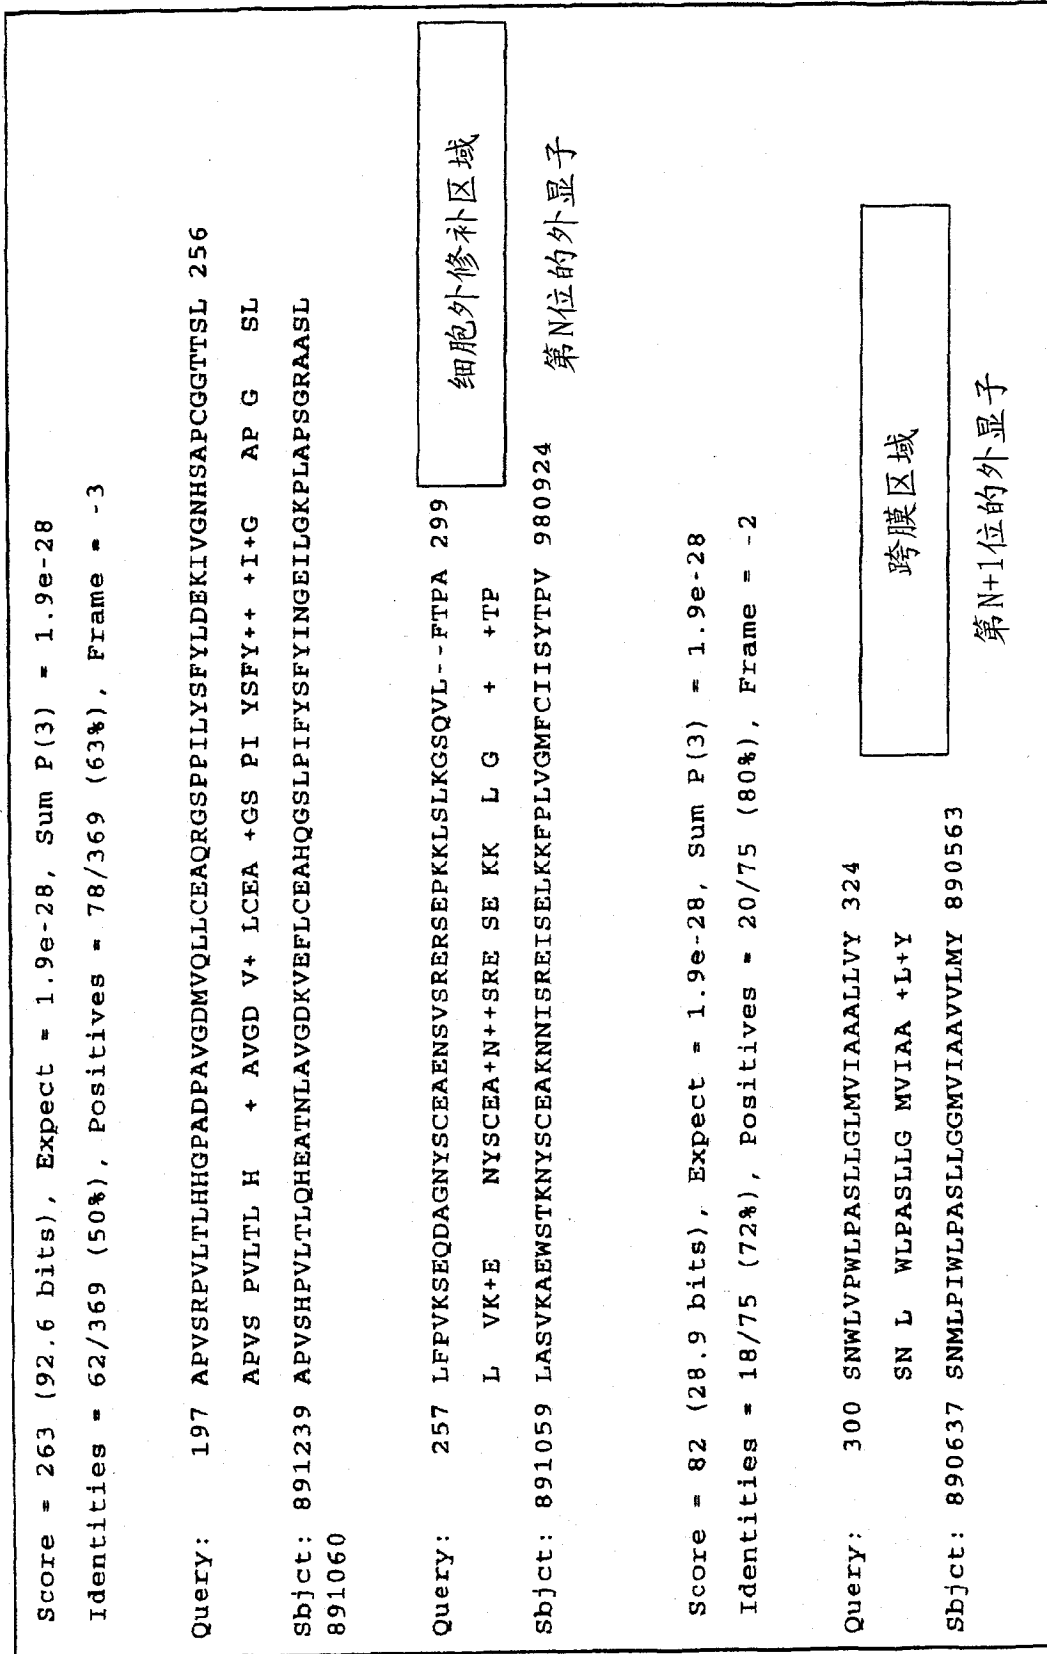 Score = 263 (92.6 bits), Expect = 1.9e-28, Sum P(3) = 1.9e-28
Identities = 62/369 (50%), Positives = 78/369 (63%), Frame = -3
Query: 197 APVSRPVLTLHHGPADPAVGDMVQLLCEAQRGSPPILYSFYLDEKIVGNHSAPCGGTTSL 256
APVS PVLTL H + AVGD V+ LCEA +GS PI YSFY++ +I+G AP G SL
Sbjct: 891239 APVSHPVLTLQHEATNLAVGDKVEFLCEAHQGSLPIFYSFYINGEILGKPLAPSGRAASL
891060
Query: 257 LFPVKSEQDAGNYSCEAENSVSRERSEPKKLSLKGSQVL--FTPA 299
细胞外修补区域
L VK+E NYSCEA+N++SRE SE KK L G + +TP
Sbjct: 891059 LASVKAEWSTKNYSCEAKNNISREISELKKFPLVGMFCIISYTPV 980924
第N位的外显子
Score = 82 (28.9 bits), Expect = 1.9e-28, Sum P(3) = 1.9e-28
Identities = 18/75 (72%), Positives = 20/75 (80%), Frame = -2
Query: 300 SNWLVPWLPASLLGLMVIAAALLVY 324
跨膜区域
SN L WLPASLLG MVIAA +L+Y
Sbjct: 890637 SNMLPIWLPASLLGGMVIAAVVLMY 890563
第N+1位的外显子